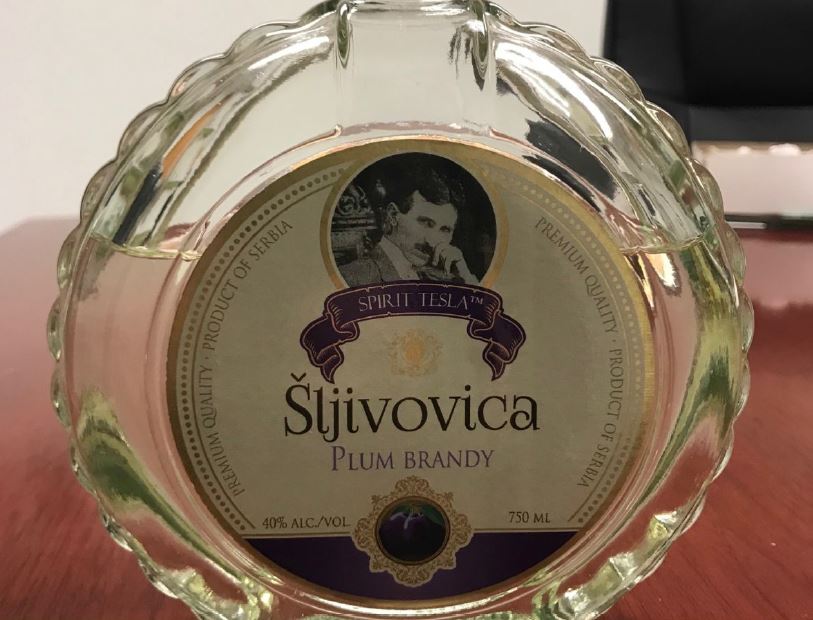 SPIRIT TESLA™
PREMIUM QUALITY · PRODUCT OF SERBIA
PREMIUM QUALITY · PRODUCT OF SERBIA
Šljivovica
PLUM BRANDY
40% ALC./VOL.
750 ML